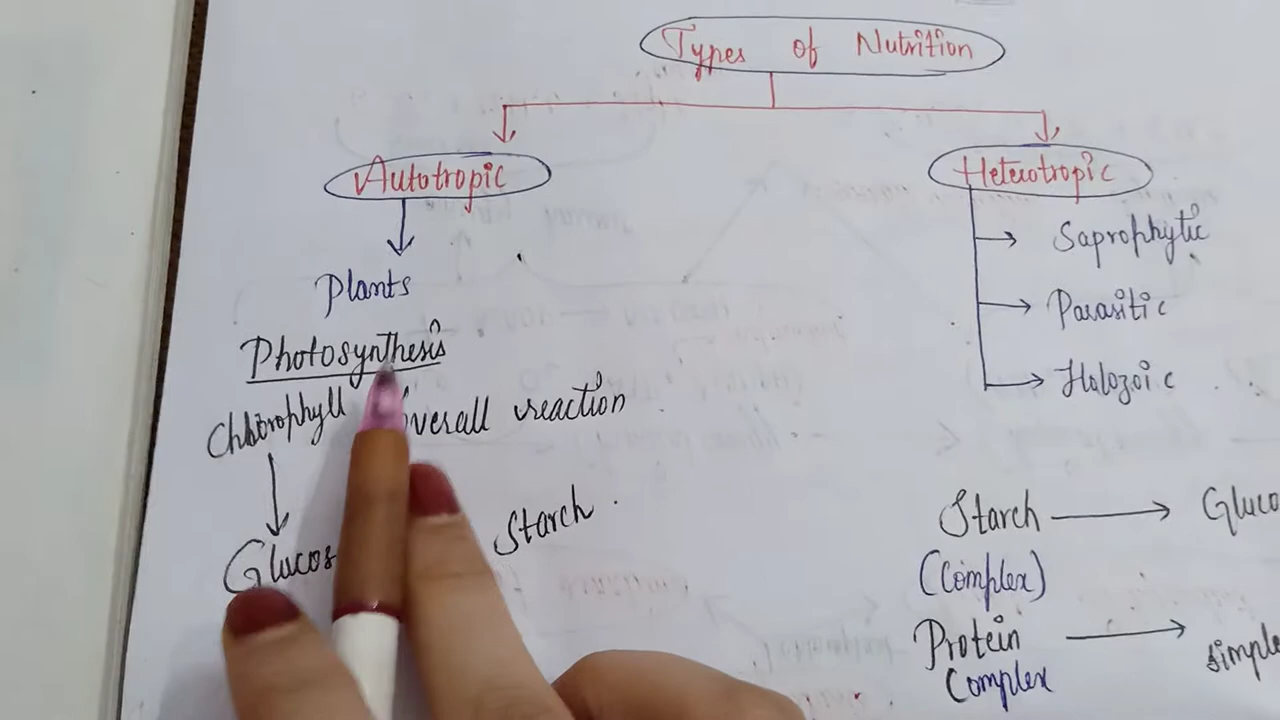 Types of Nutrition
Autotropic
Heterotropic
Plants
Saprophytic
Photosynthesis
Parasitic
Chlorophyll
Overall reaction
Holozoic
Starch
Starch
(Complex)
Protein
Complex